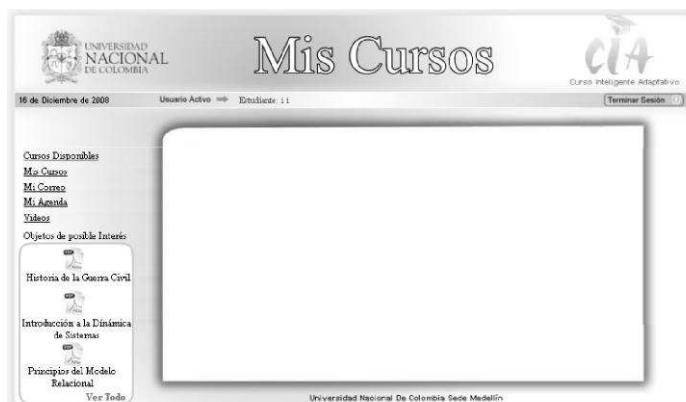 UNIVERSIDAD
NACIONAL
DE COLOMBIA
Mis Cursos
CIA
Curso Inteligente Adaptativo
16 de Diciembre de 2008 Usuario Activo Estudiante: i i Terminar Sesión
Cursos Disponibles
Mis Cursos
Mi Correo
Mi Agenda
Videos
Objetos de posible Interés
Historia de la Guerra Civil
Introducción a la Dinámica
de Sistemas
Principios del Modelo
Relacional
Ver Todo
Universidad Nacional De Colombia Sede Medellín